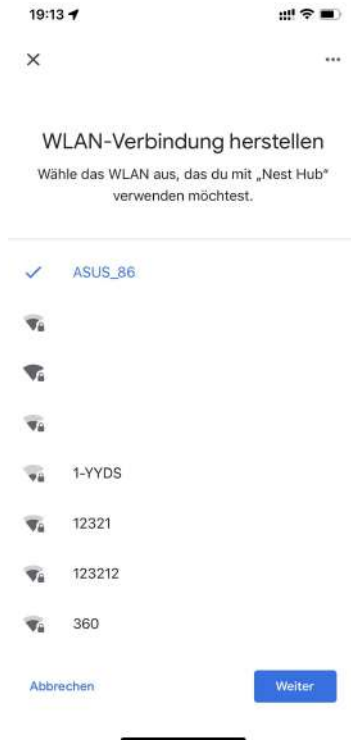 19:13
WLAN-Verbindung herstellen
Wähle das WLAN aus, das du mit „Nest Hub“
verwenden möchtest.
ASUS_86
1-YYDS
12321
123212
360
Abbrechen
Weiter